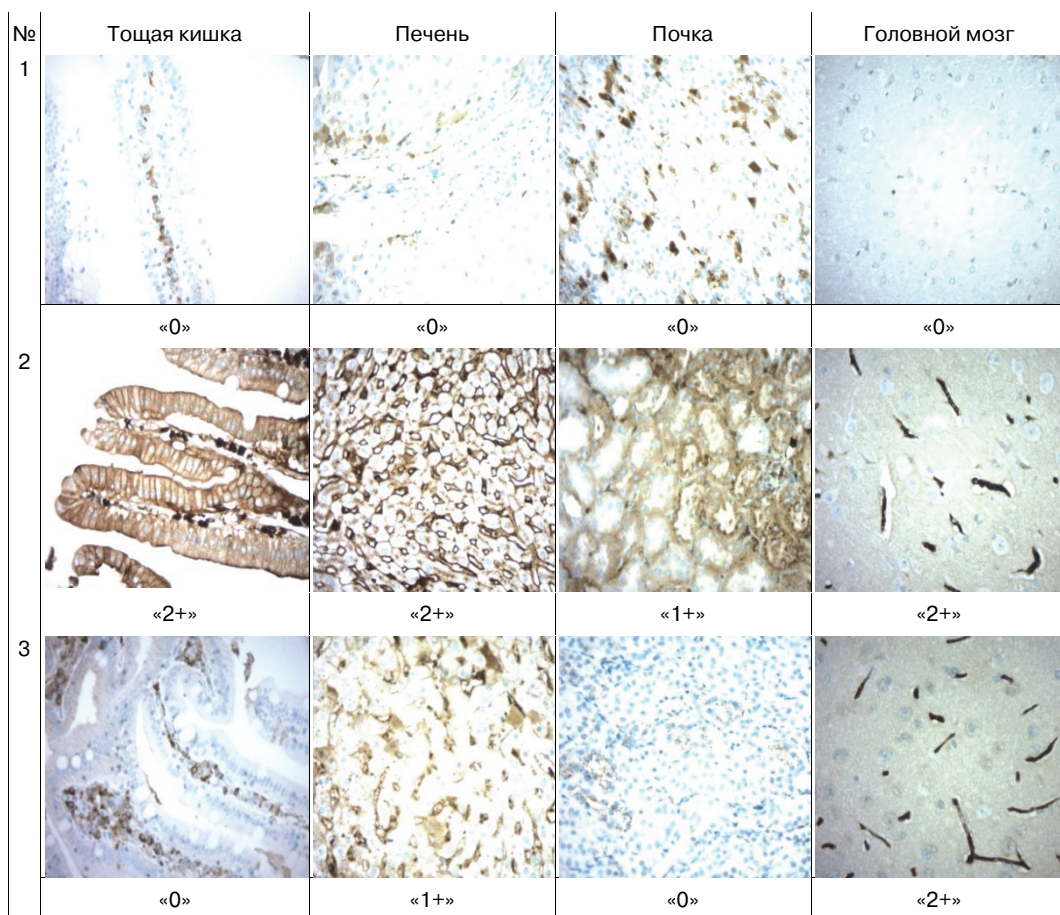 № Тощая кишка Печень Почка Головной мозг
1
«0» «0» «0» «0»
2
«2+» «2+» «1+» «2+»
3
«0» «1+» «0» «2+»